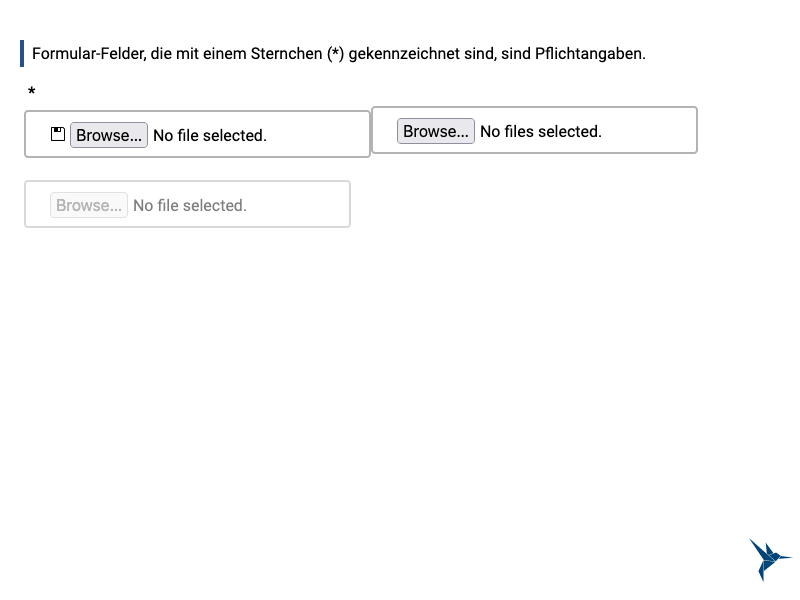 Formular-Felder, die mit einem Sternchen (*) gekennzeichnet sind, sind Pflichtangaben.
*
Browse... No file selected.
Browse... No files selected.
Browse... No file selected.